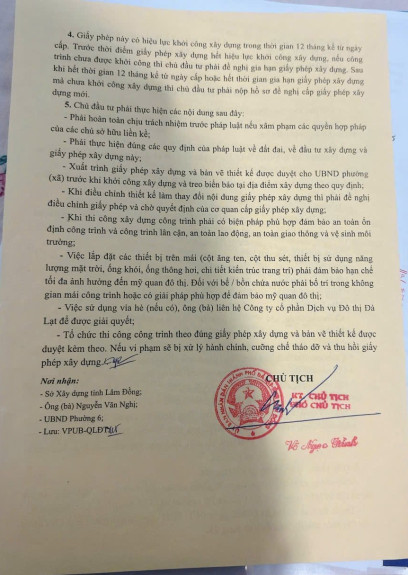 4. Giấy phép này có hiệu lực khởi công xây dựng trong thời gian 12 tháng kể từ ngày
cấp. Trước thời điểm giấy phép xây dựng hết hiệu lực khởi công xây dựng, nếu công
trình chưa được khởi công thì chủ đầu tư phải đề nghị gia hạn giấy phép xây dựng. Sau
khi hết thời gian 12 tháng kể từ ngày cấp hoặc hết thời gian gia hạn giấy phép xây dựng
mà chưa khởi công xây dựng thì chủ đầu tư phải nộp hồ sơ đề nghị cấp giấy phép xây
dựng mới.
5. Chủ đầu tư phải thực hiện các nội dung sau đây:
- Phải hoàn toàn chịu trách nhiệm trước pháp luật nếu xâm phạm các quyền hợp pháp
của các chủ sở hữu liền kề;
- Phải thực hiện đúng các quy định của pháp luật về đất đai, về đầu tư xây dựng và
giấy phép xây dựng này;
- Xuất trình giấy phép xây dựng và bản vẽ thiết kế được duyệt cho UBND phường
(xã) trước khi khởi công xây dựng và treo biển báo tại địa điểm xây dựng theo quy định;
- Khi điều chỉnh thiết kế làm thay đổi nội dung giấy phép xây dựng thì phải đề nghị
điều chỉnh giấy phép và chờ quyết định của cơ quan cấp giấy phép xây dựng;
- Khi thi công xây dựng công trình phải có biện pháp phù hợp đảm bảo an toàn ổn
định công trình và công trình lân cận, an toàn lao động, an toàn giao thông và vệ sinh môi
trường;
- Việc lắp đặt các thiết bị trên mái (cột ăng ten, cột thu sét, thiết bị sử dụng năng
lượng mặt trời, ống khói, ống thông hơi, chi tiết kiến trúc trang trí) phải đảm bảo hạn chế
tối đa ảnh hưởng đến mỹ quan đô thị. Đối với bể / bồn chứa nước phải bố trí trong không
gian mái công trình hoặc có giải pháp phù hợp để đảm bảo mỹ quan đô thị;
- Việc sử dụng vỉa hè (nếu có), ông (bà) liên hệ Công ty cổ phần Dịch vụ Đô thị Đà
Lạt để được giải quyết;
- Tổ chức thi công công trình theo đúng giấy phép xây dựng và bản vẽ thiết kế được
duyệt kèm theo. Nếu vi phạm sẽ bị xử lý hành chính, cưỡng chế tháo dỡ và thu hồi giấy
phép xây dựng.
Nơi nhận:
- Sở Xây dựng tỉnh Lâm Đồng;
- Ông (bà) Nguyễn Văn Nghị;
- UBND Phường 6;
- Lưu: VPUB-QLĐT
CHỦ TỊCH
KT. CHỦ TỊCH
PHÓ CHỦ TỊCH
Võ Ngọc Trình